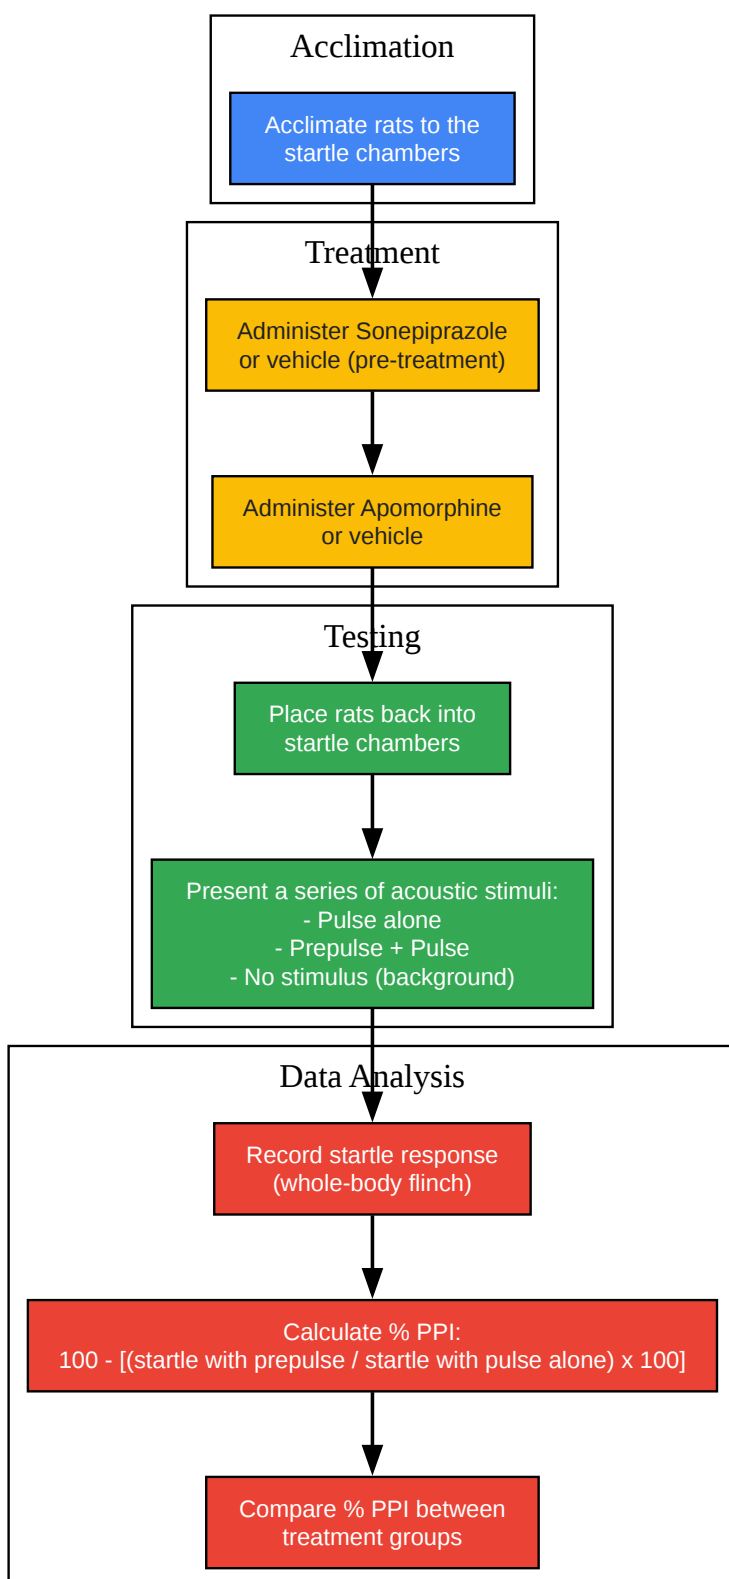 Acclimation
Acclimate rats to the
startle chambers
Treatment
Administer Sonepiprazole
or vehicle (pre-treatment)
Administer Apomorphine
or vehicle
Testing
Place rats back into
startle chambers
Present a series of acoustic stimuli:
- Pulse alone
- Prepulse + Pulse
- No stimulus (background)
Data Analysis
Record startle response
(whole-body flinch)
Calculate % PPI:
100 - [(startle with prepulse / startle with pulse alone) x 100]
Compare % PPI between
treatment groups